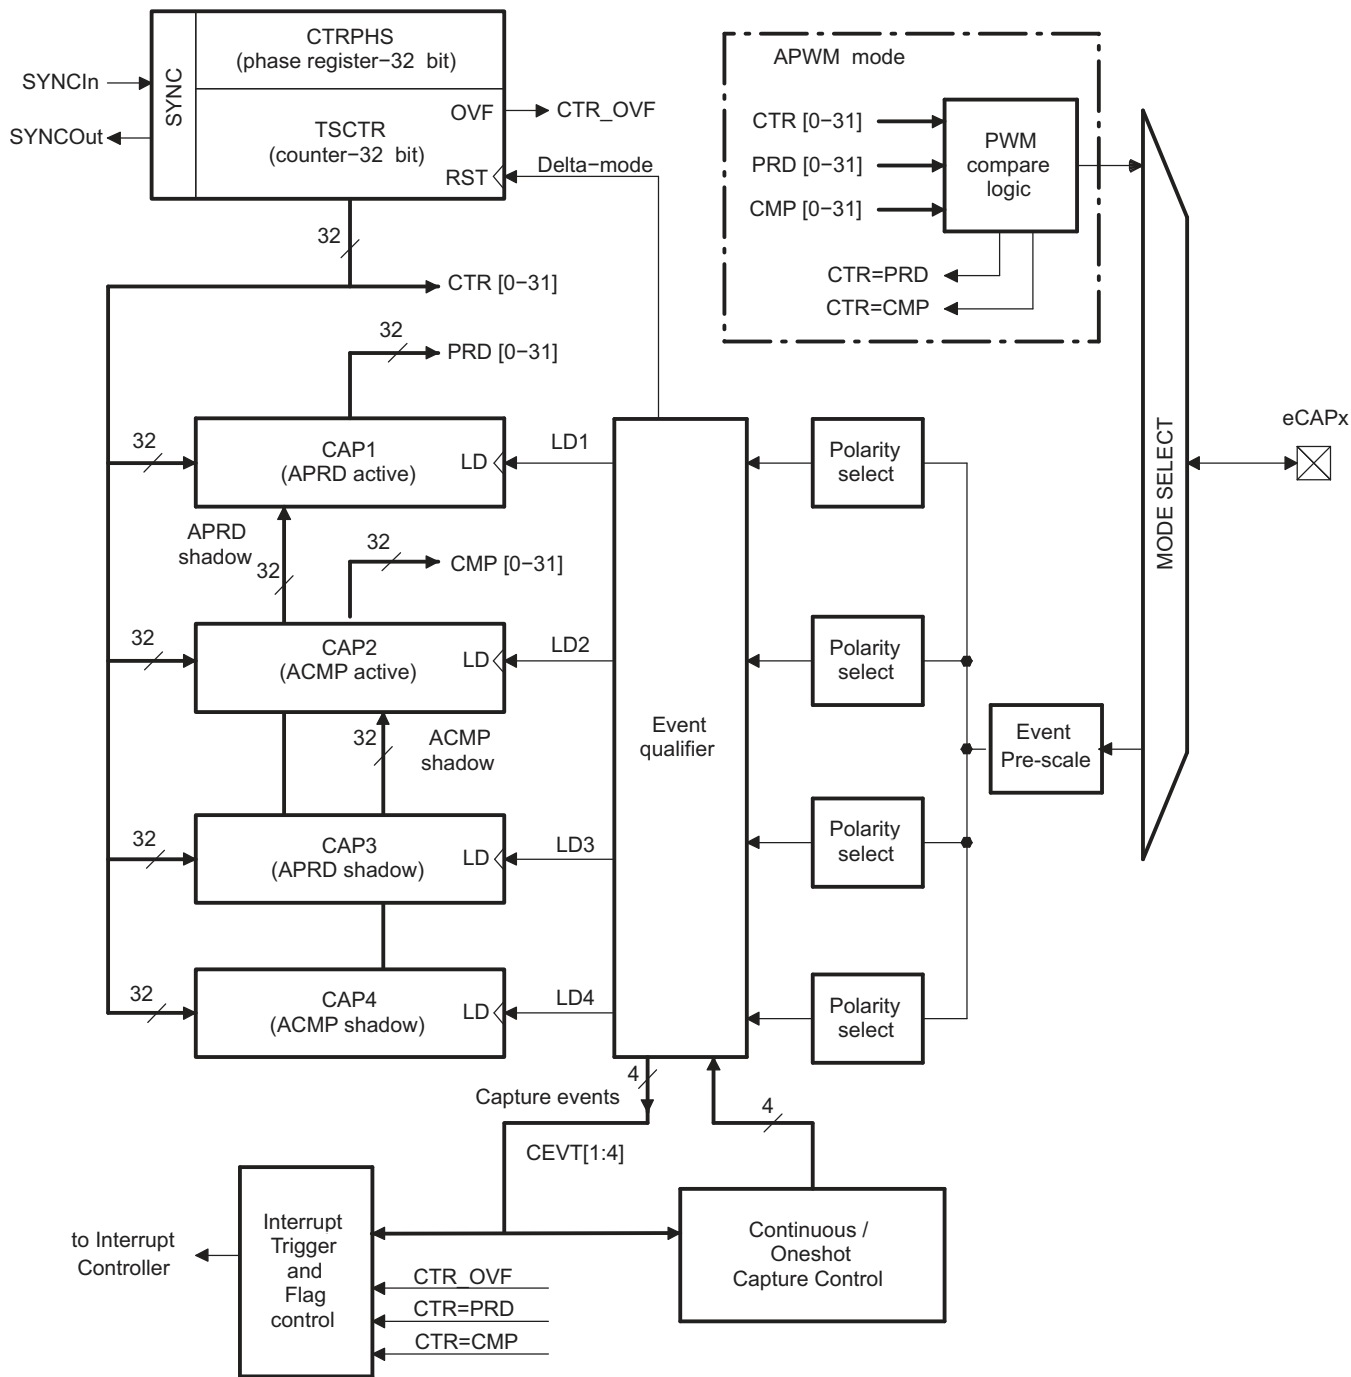 CTRPHS
(phase register−32 bit)
SYNC
SYNCIn
SYNCOut
OVF
CTR_OVF
TSCTR
(counter−32 bit)
RST
Delta−mode
32
CTR [0−31]
32
PRD [0−31]
APWM mode
CTR [0−31]
PRD [0−31]
CMP [0−31]
PWM
compare
logic
CTR=PRD
CTR=CMP
MODE SELECT
eCAPx
32
CAP1
(APRD active)
LD
LD1
Polarity
select
APRD
shadow
32
32
CMP [0−31]
32
CAP2
(ACMP active)
LD
LD2
Polarity
select
32
ACMP
shadow
Event
qualifier
Event
Pre-scale
32
CAP3
(APRD shadow)
LD
LD3
Polarity
select
32
CAP4
(ACMP shadow)
LD
LD4
Polarity
select
4
Capture events
CEVT[1:4]
4
Interrupt
Trigger
and
Flag
control
to Interrupt
Controller
CTR_OVF
CTR=PRD
CTR=CMP
Continuous /
Oneshot
Capture Control